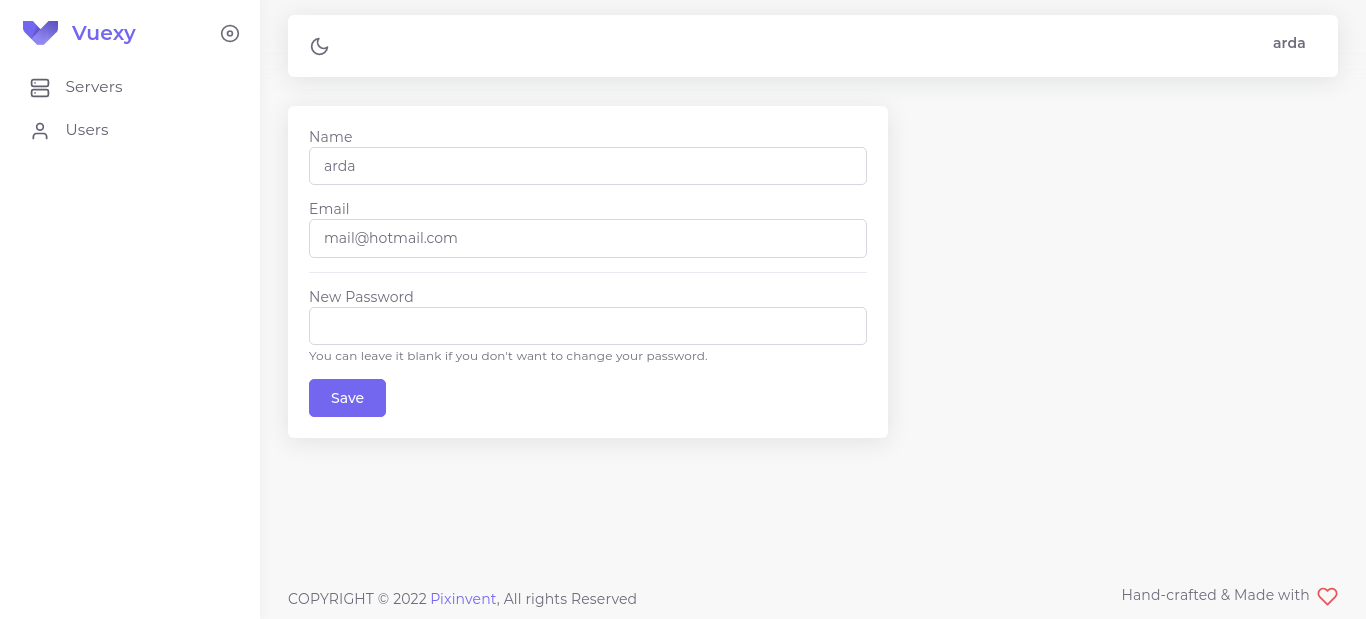 Vuexy
Servers
Users
arda
Name
arda
Email
mail@hotmail.com
New Password
You can leave it blank if you don't want to change your password.
Save
COPYRIGHT © 2022 Pixinvent, All rights Reserved
Hand-crafted & Made with